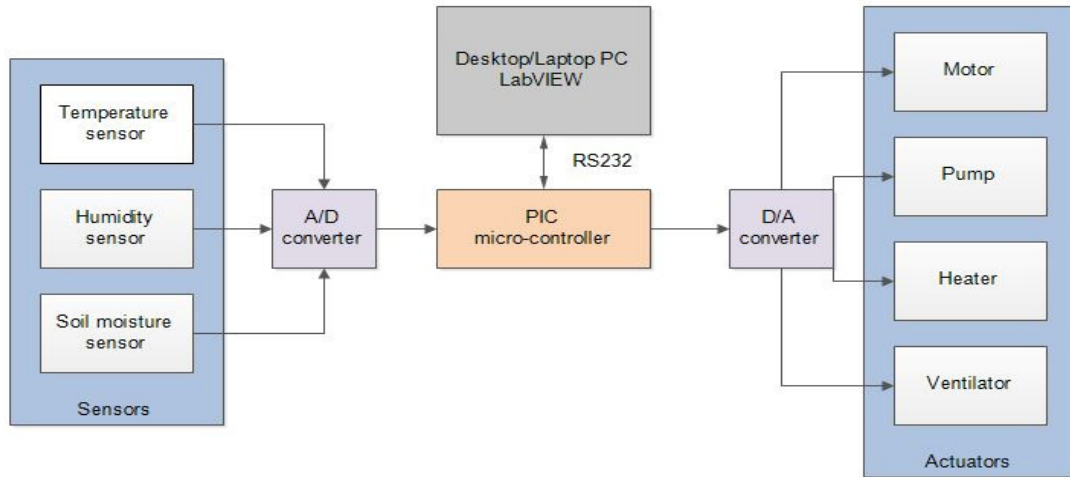 Temperature
sensor
Humidity
sensor
Soil moisture
sensor
Sensors
A/D
converter
Desktop/Laptop PC
LabVIEW
RS232
PIC
micro-controller
D/A
converter
Motor
Pump
Heater
Ventilator
Actuators